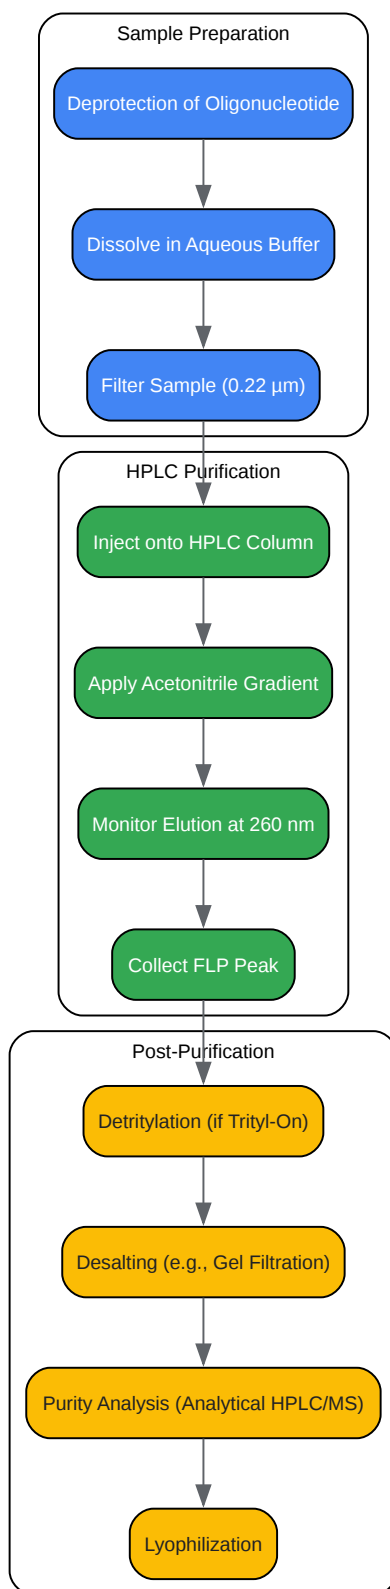 Sample Preparation
Deprotection of Oligonucleotide
Dissolve in Aqueous Buffer
Filter Sample (0.22 µm)
HPLC Purification
Inject onto HPLC Column
Apply Acetonitrile Gradient
Monitor Elution at 260 nm
Collect FLP Peak
Post-Purification
Detritylation (if Trityl-On)
Desalting (e.g., Gel Filtration)
Purity Analysis (Analytical HPLC/MS)
Lyophilization